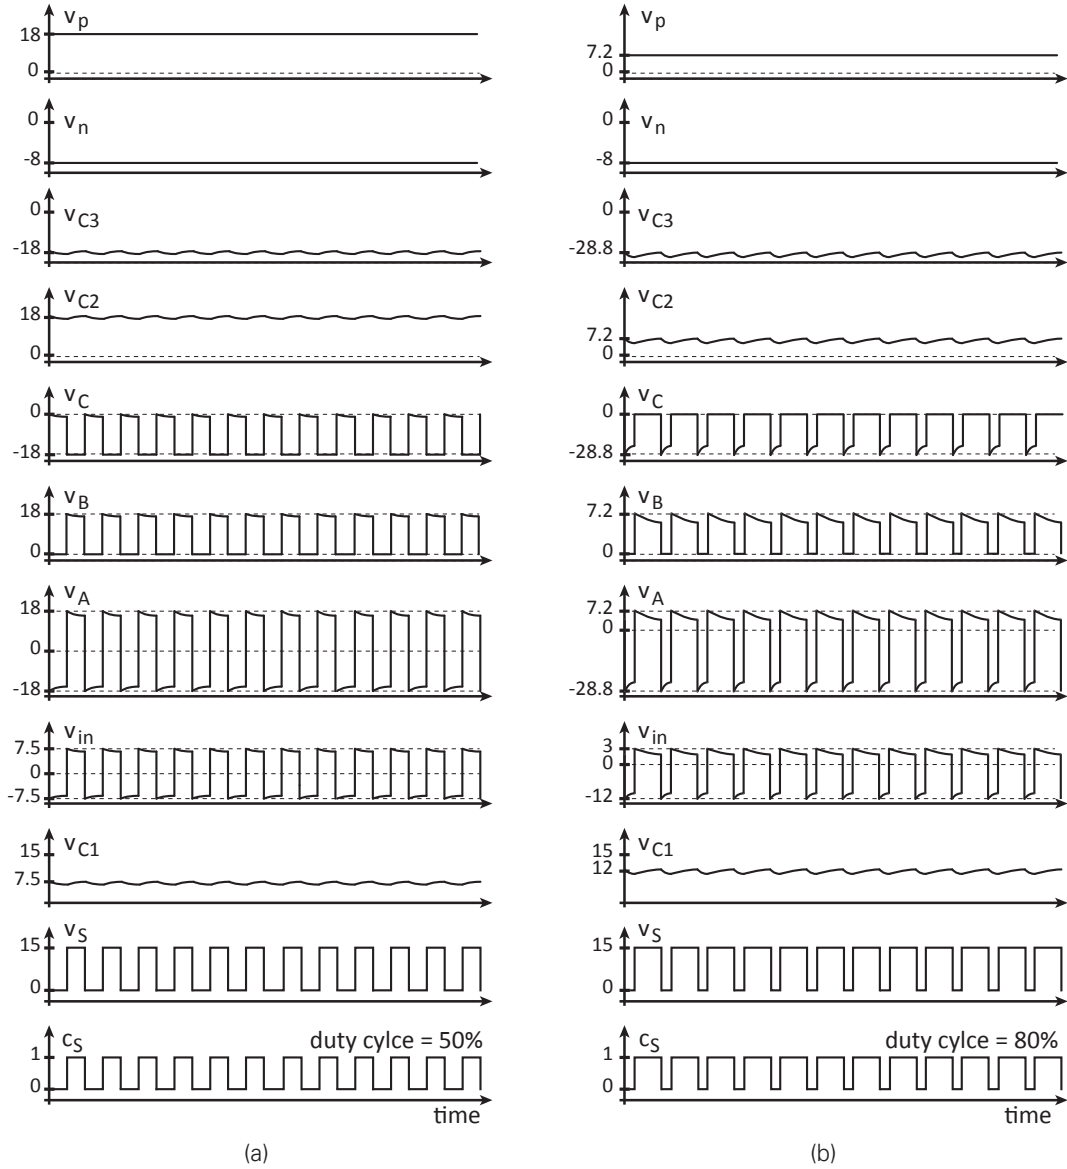 v_p
18
0
v_n
0
-8
v_C3
0
-18
v_C2
18
0
v_C
0
-18
v_B
18
0
v_A
18
0
-18
v_in
7.5
0
-7.5
v_C1
15
7.5
v_S
15
0
c_S
duty cylce = 50%
1
0
time
(a)
v_p
7.2
0
v_n
0
-8
v_C3
0
-28.8
v_C2
7.2
0
v_C
0
-28.8
v_B
7.2
0
v_A
7.2
0
-28.8
v_in
3
0
-12
v_C1
15
12
v_S
15
0
c_S
duty cylce = 80%
1
0
time
(b)